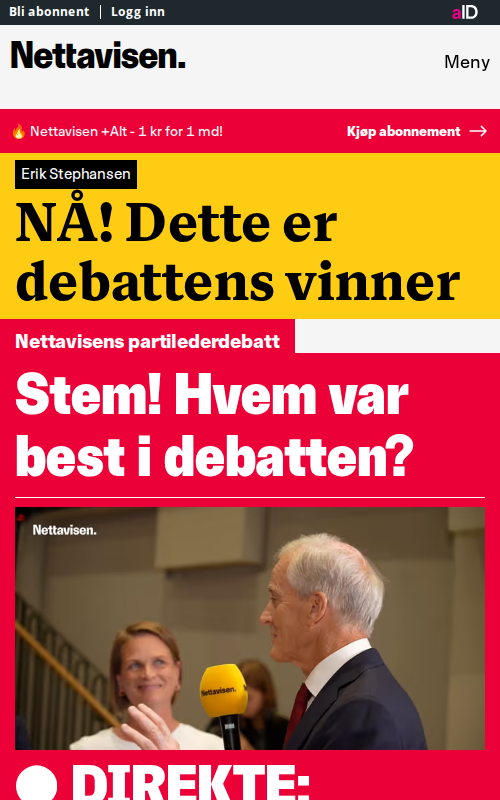 Bli abonnent | Logg inn
aID
Nettavisen.
Meny
🔥 Nettavisen +Alt - 1 kr for 1 md!
Kjøp abonnement →
Erik Stephansen
NÅ! Dette er
debattens vinner
Nettavisens partilederdebatt
Stem! Hvem var
best i debatten?
Nettavisen.
Nettavisen.
DIREKTE: